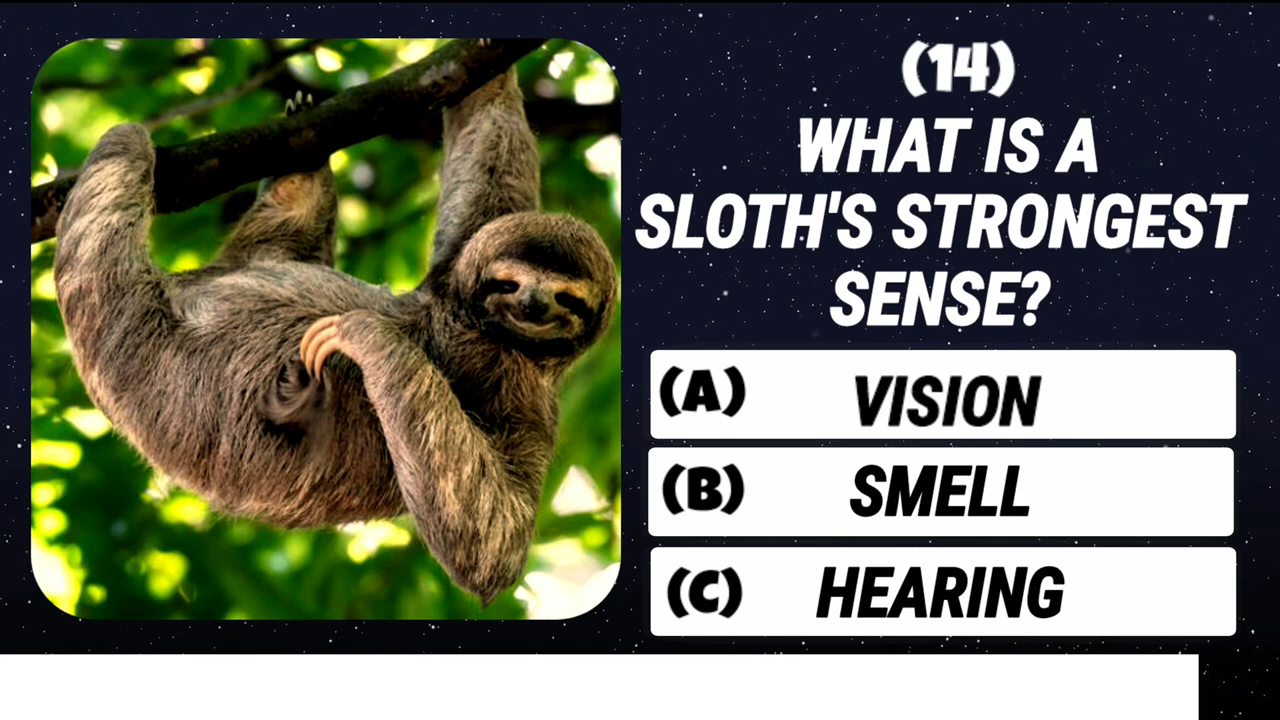 (14)
WHAT IS A
SLOTH'S STRONGEST
SENSE?
(A) VISION
(B) SMELL
(C) HEARING